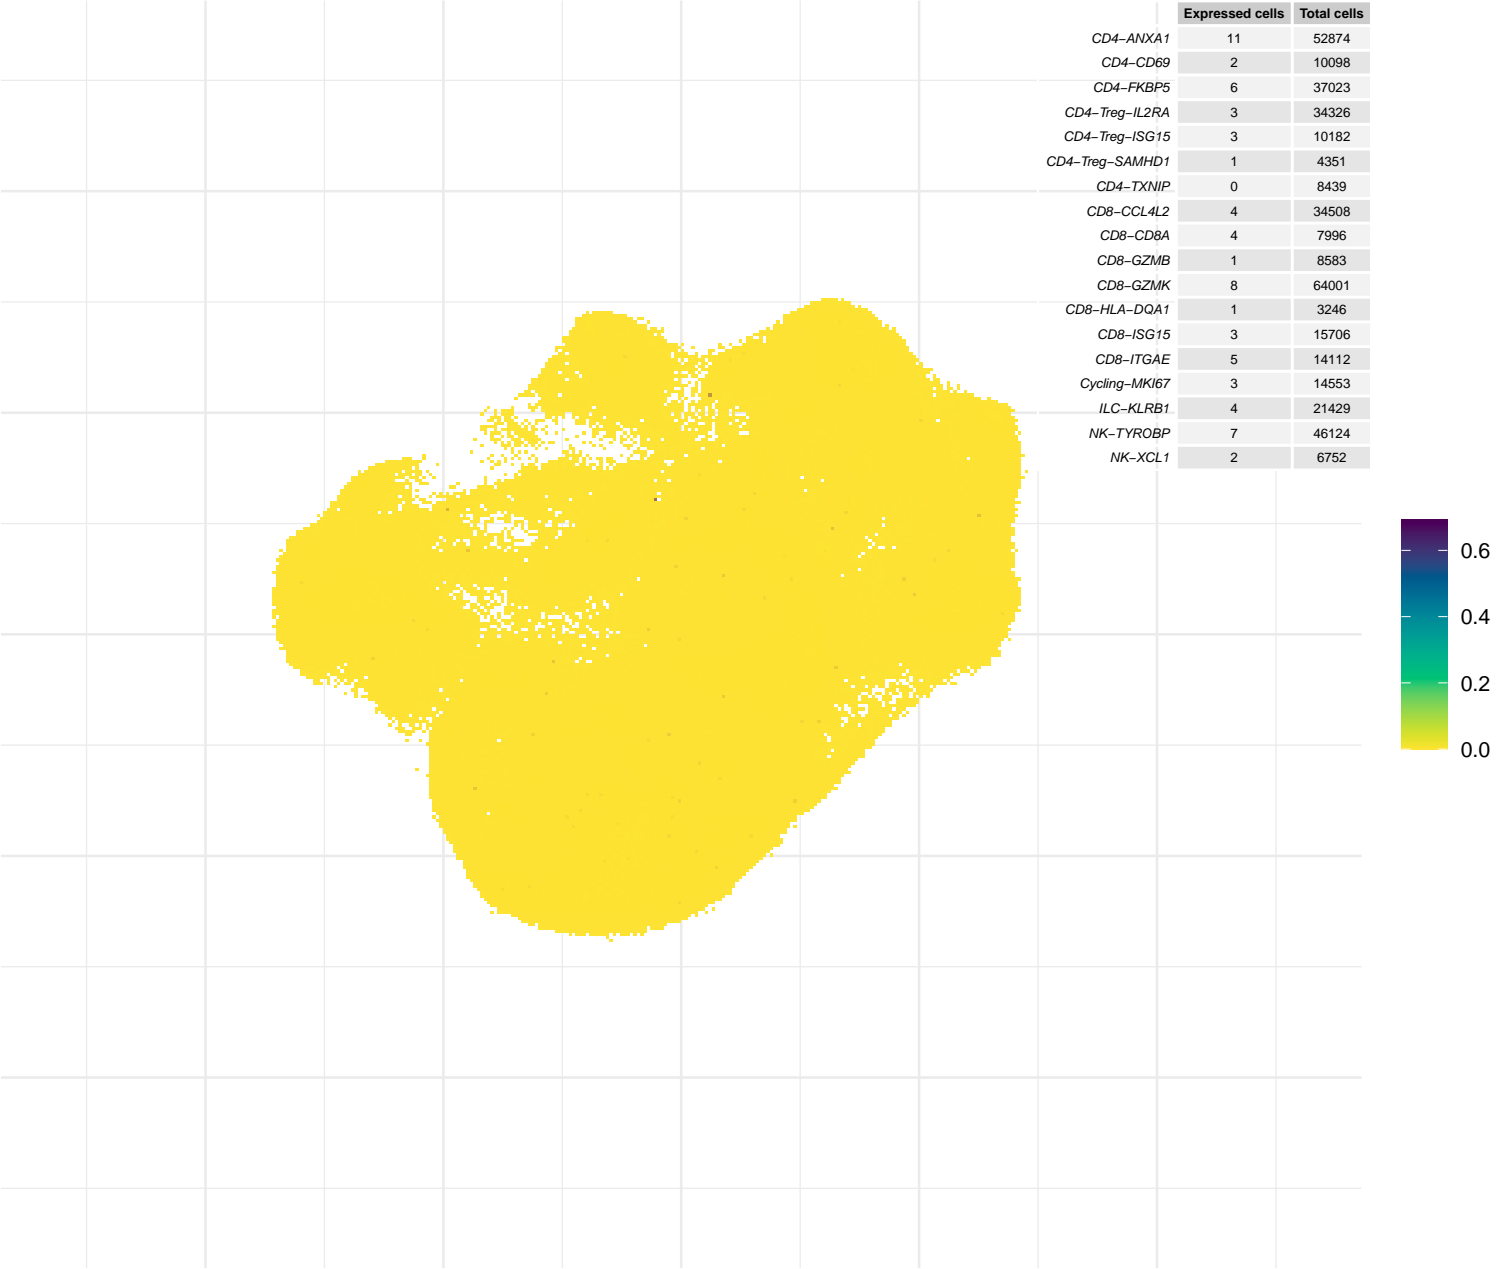 Expressed cells Total cells
CD4−ANXA1 11 52874
CD4−CD69 2 10098
CD4−FKBP5 6 37023
CD4−Treg−IL2RA 3 34326
CD4−Treg−ISG15 3 10182
CD4−Treg−SAMHD1 1 4351
CD4−TXNIP 0 8439
CD8−CCL4L2 4 34508
CD8−CD8A 4 7996
CD8−GZMB 1 8583
CD8−GZMK 8 64001
CD8−HLA−DQA1 1 3246
CD8−ISG15 3 15706
CD8−ITGAE 5 14112
Cycling−MKI67 3 14553
ILC−KLRB1 4 21429
NK−TYROBP 7 46124
NK−XCL1 2 6752
0.6
0.4
0.2
0.0